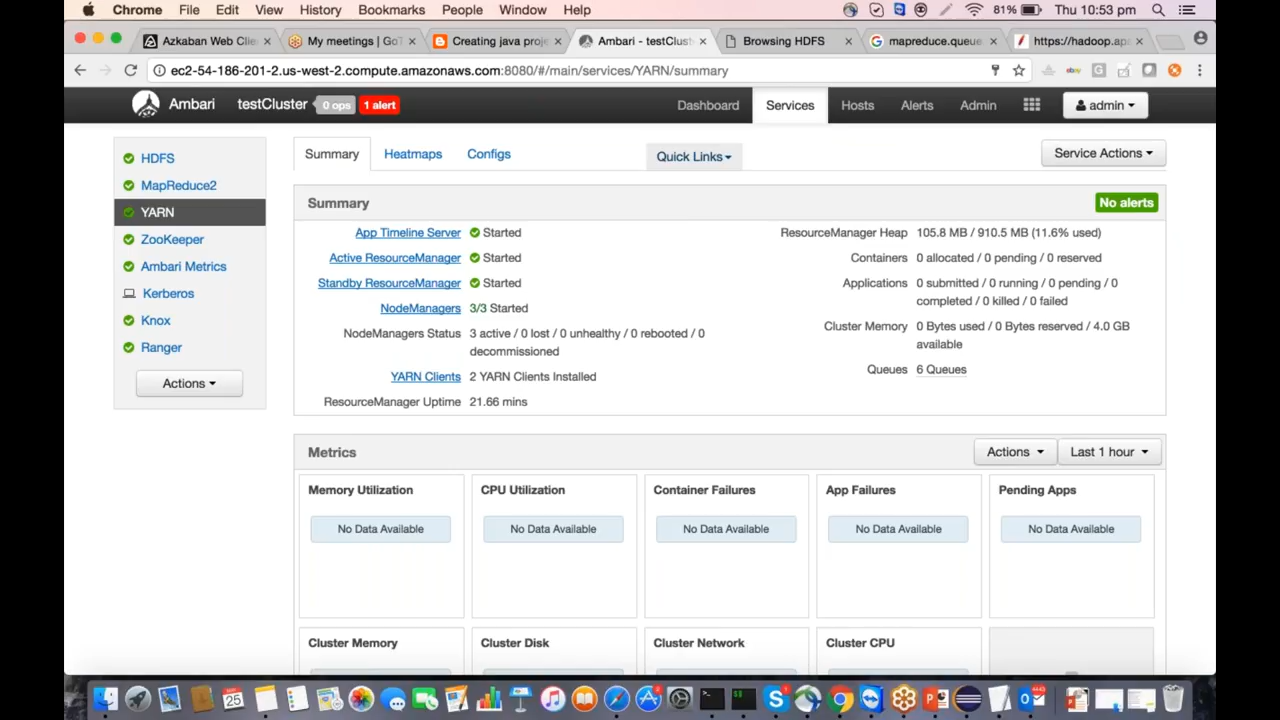 Chrome File Edit View History Bookmarks People Window Help 81% Thu 10:53 pm
Azkaban Web Clie × My meetings | GoT × Creating java proje × Ambari - testClust × Browsing HDFS × mapreduce.queue. × https://hadoop.apa ×
ec2-54-186-201-2.us-west-2.compute.amazonaws.com:8080/#/main/services/YARN/summary
Ambari testCluster 0 ops 1 alert Dashboard Services Hosts Alerts Admin admin
HDFS
MapReduce2
YARN
ZooKeeper
Ambari Metrics
Kerberos
Knox
Ranger
Actions
Summary Heatmaps Configs Quick Links Service Actions
Summary No alerts
App Timeline Server Started
Active ResourceManager Started
Standby ResourceManager Started
NodeManagers 3/3 Started
NodeManagers Status 3 active / 0 lost / 0 unhealthy / 0 rebooted / 0
decommissioned
YARN Clients 2 YARN Clients Installed
ResourceManager Uptime 21.66 mins
ResourceManager Heap 105.8 MB / 910.5 MB (11.6% used)
Containers 0 allocated / 0 pending / 0 reserved
Applications 0 submitted / 0 running / 0 pending / 0
completed / 0 killed / 0 failed
Cluster Memory 0 Bytes used / 0 Bytes reserved / 4.0 GB
available
Queues 6 Queues
Metrics Actions Last 1 hour
Memory Utilization CPU Utilization Container Failures App Failures Pending Apps
No Data Available No Data Available No Data Available No Data Available No Data Available
Cluster Memory Cluster Disk Cluster Network Cluster CPU